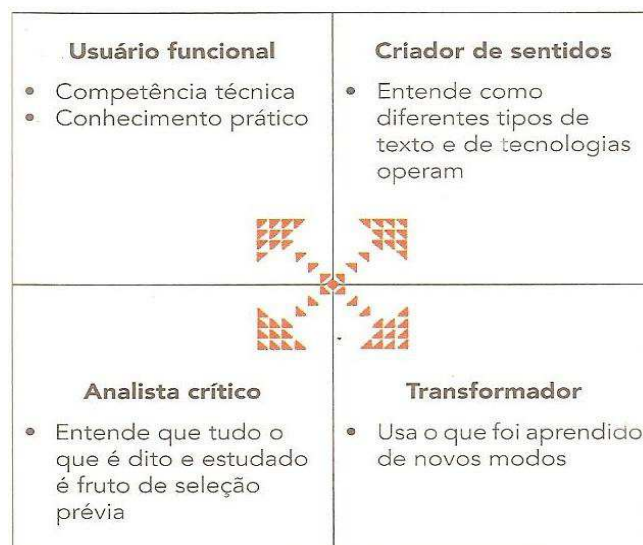 Usuário funcional
• Competência técnica
• Conhecimento prático
Criador de sentidos
• Entende como
diferentes tipos de
texto e de tecnologias
operam
Analista crítico
• Entende que tudo o
que é dito e estudado
é fruto de seleção
prévia
Transformador
• Usa o que foi aprendido
de novos modos